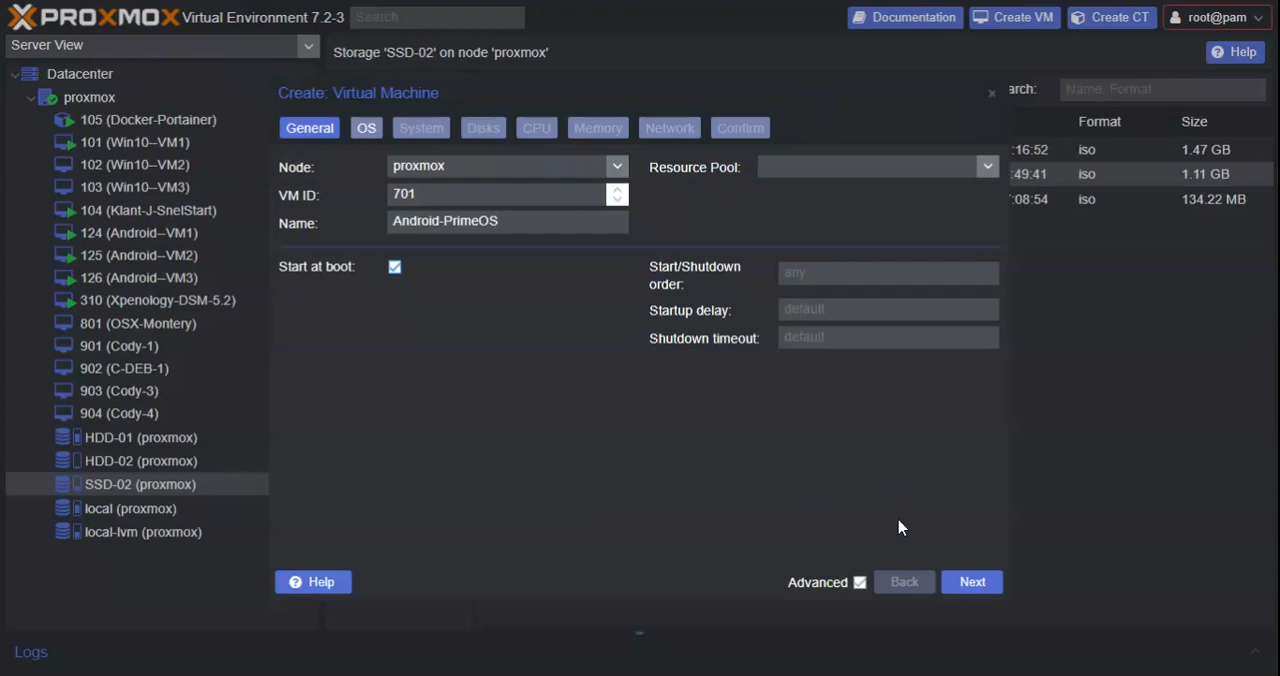 PROXMOX Virtual Environment 7.2-3 Search Documentation Create VM Create CT root@pam
Server View
Storage 'SSD-02' on node 'proxmox' Help
Datacenter
proxmox
105 (Docker-Portainer)
101 (Win10--VM1)
102 (Win10--VM2)
103 (Win10--VM3)
104 (Klant-J-SnelStart)
124 (Android--VM1)
125 (Android--VM2)
126 (Android--VM3)
310 (Xpenology-DSM-5.2)
801 (OSX-Montery)
901 (Cody-1)
902 (C-DEB-1)
903 (Cody-3)
904 (Cody-4)
HDD-01 (proxmox)
HDD-02 (proxmox)
SSD-02 (proxmox)
local (proxmox)
local-lvm (proxmox)
Create: Virtual Machine
General OS System Disks CPU Memory Network Confirm
Node: proxmox Resource Pool:
VM ID: 701
Name: Android-PrimeOS
Start at boot:
Start/Shutdown
order: any
Startup delay: default
Shutdown timeout: default
Help Advanced Back Next
arch: Name, Format
Format Size
:16:52 iso 1.47 GB
:49:41 iso 1.11 GB
:08:54 iso 134.22 MB
Logs